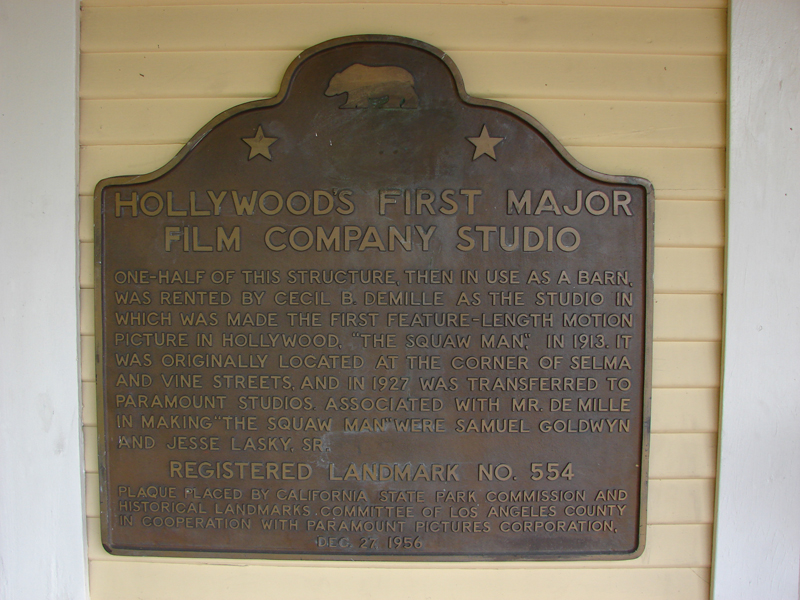 HOLLYWOOD'S FIRST MAJOR
FILM COMPANY STUDIO
ONE-HALF OF THIS STRUCTURE, THEN IN USE AS A BARN,
WAS RENTED BY CECIL B. DEMILLE AS THE STUDIO IN
WHICH WAS MADE THE FIRST FEATURE-LENGTH MOTION
PICTURE IN HOLLYWOOD, "THE SQUAW MAN," IN 1913. IT
WAS ORIGINALLY LOCATED AT THE CORNER OF SELMA
AND VINE STREETS, AND IN 1927 WAS TRANSFERRED TO
PARAMOUNT STUDIOS. ASSOCIATED WITH MR. DE MILLE
IN MAKING "THE SQUAW MAN" WERE SAMUEL GOLDWYN
AND JESSE LASKY, SR.
REGISTERED LANDMARK NO. 554
PLAQUE PLACED BY CALIFORNIA STATE PARK COMMISSION AND
HISTORICAL LANDMARKS COMMITTEE OF LOS ANGELES COUNTY
IN COOPERATION WITH PARAMOUNT PICTURES CORPORATION,
DEC. 27, 1956